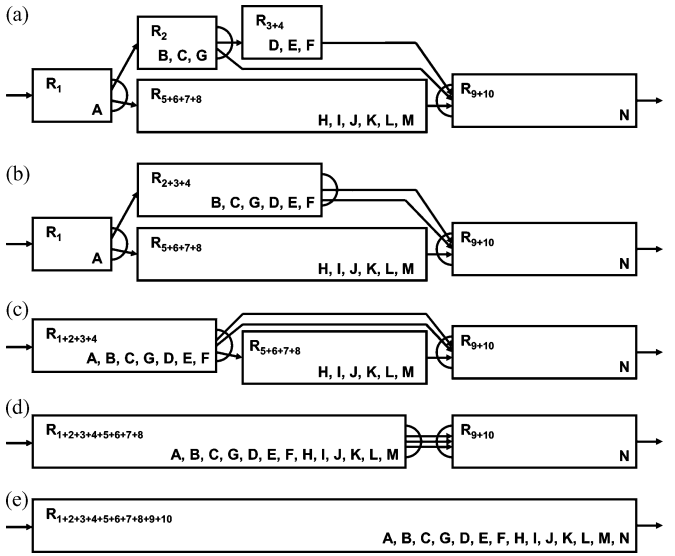 (a)
R2
B, C, G
R3+4
D, E, F
R1
A
R5+6+7+8
H, I, J, K, L, M
R9+10
N
(b)
R2+3+4
B, C, G, D, E, F
R1
A
R5+6+7+8
H, I, J, K, L, M
R9+10
N
(c)
R1+2+3+4
A, B, C, G, D, E, F
R5+6+7+8
H, I, J, K, L, M
R9+10
N
(d)
R1+2+3+4+5+6+7+8
A, B, C, G, D, E, F, H, I, J, K, L, M
R9+10
N
(e)
R1+2+3+4+5+6+7+8+9+10
A, B, C, G, D, E, F, H, I, J, K, L, M, N